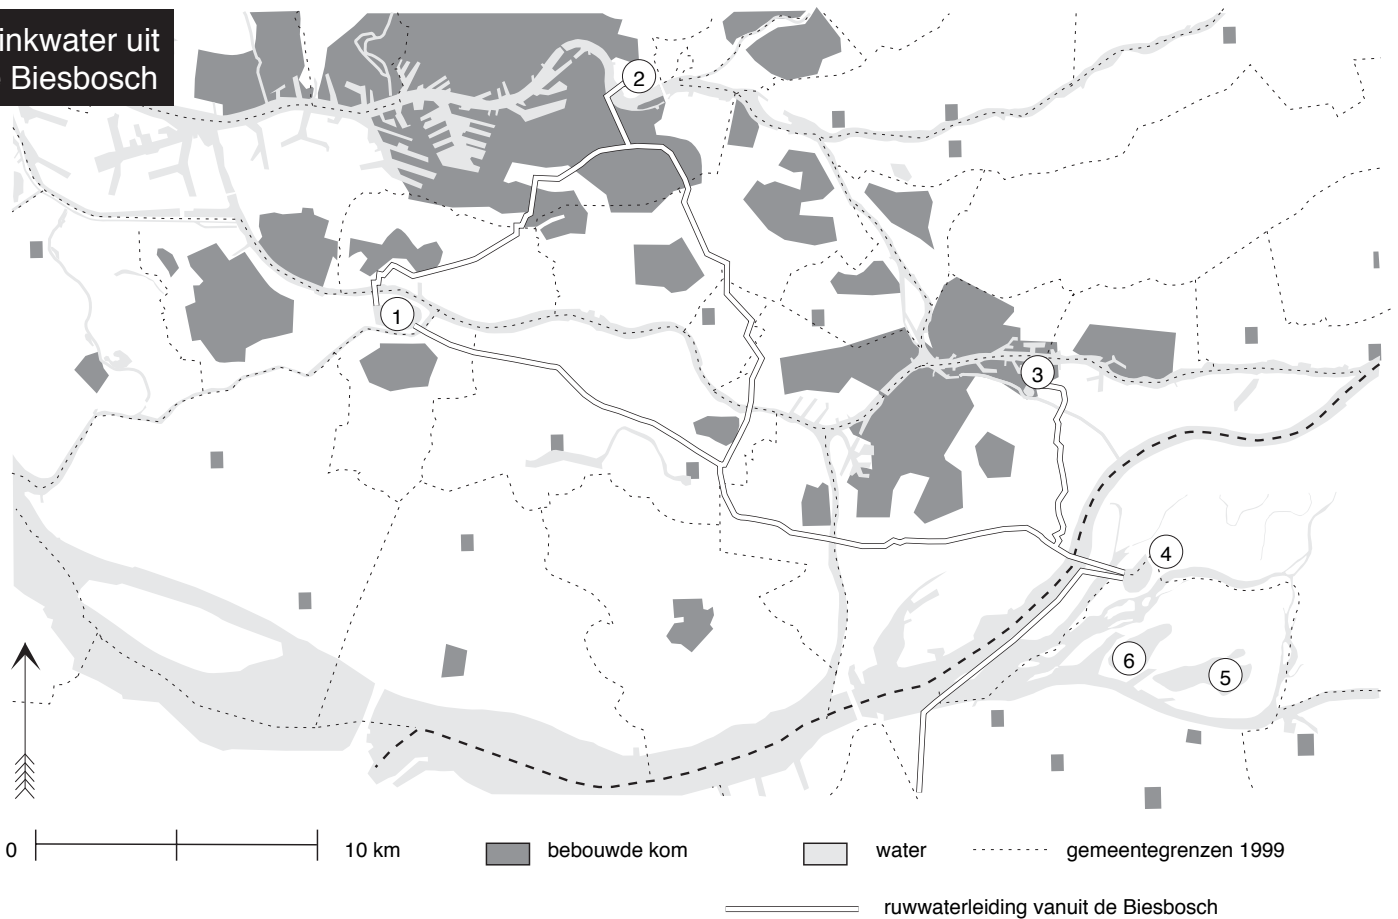 inkwater uit
Biesbosch
2
1
3
4
6
5
0
10 km
bebouwde kom
water
gemeentegrenzen 1999
ruwwaterleiding vanuit de Biesbosch